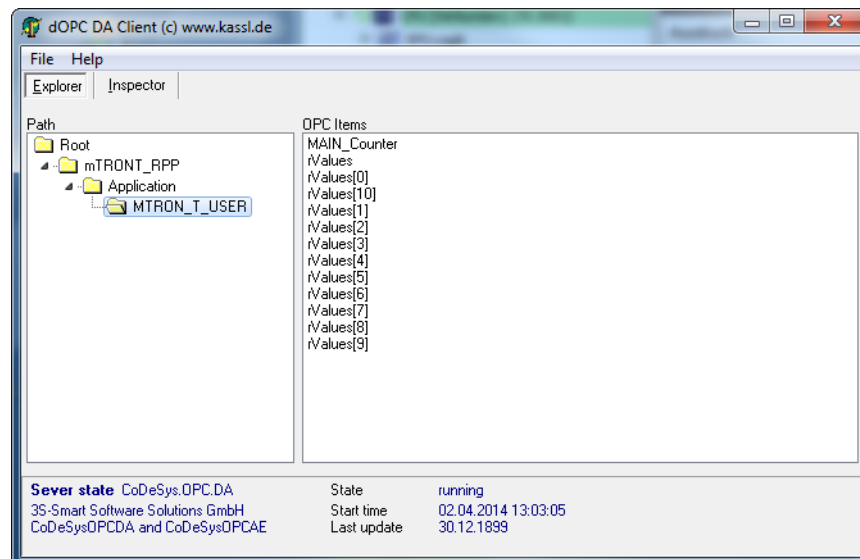 dOPC DA Client (c) www.kassl.de
File Help
Explorer Inspector
Path
Root
mTRONT_RPP
Application
MTRON_T_USER
OPC Items
MAIN_Counter
rValues
rValues[0]
rValues[10]
rValues[1]
rValues[2]
rValues[3]
rValues[4]
rValues[5]
rValues[6]
rValues[7]
rValues[8]
rValues[9]
Sever state CoDeSys.OPC.DA
3S-Smart Software Solutions GmbH
CoDeSysOPCDA and CoDeSysOPCAE
State running
Start time 02.04.2014 13:03:05
Last update 30.12.1899